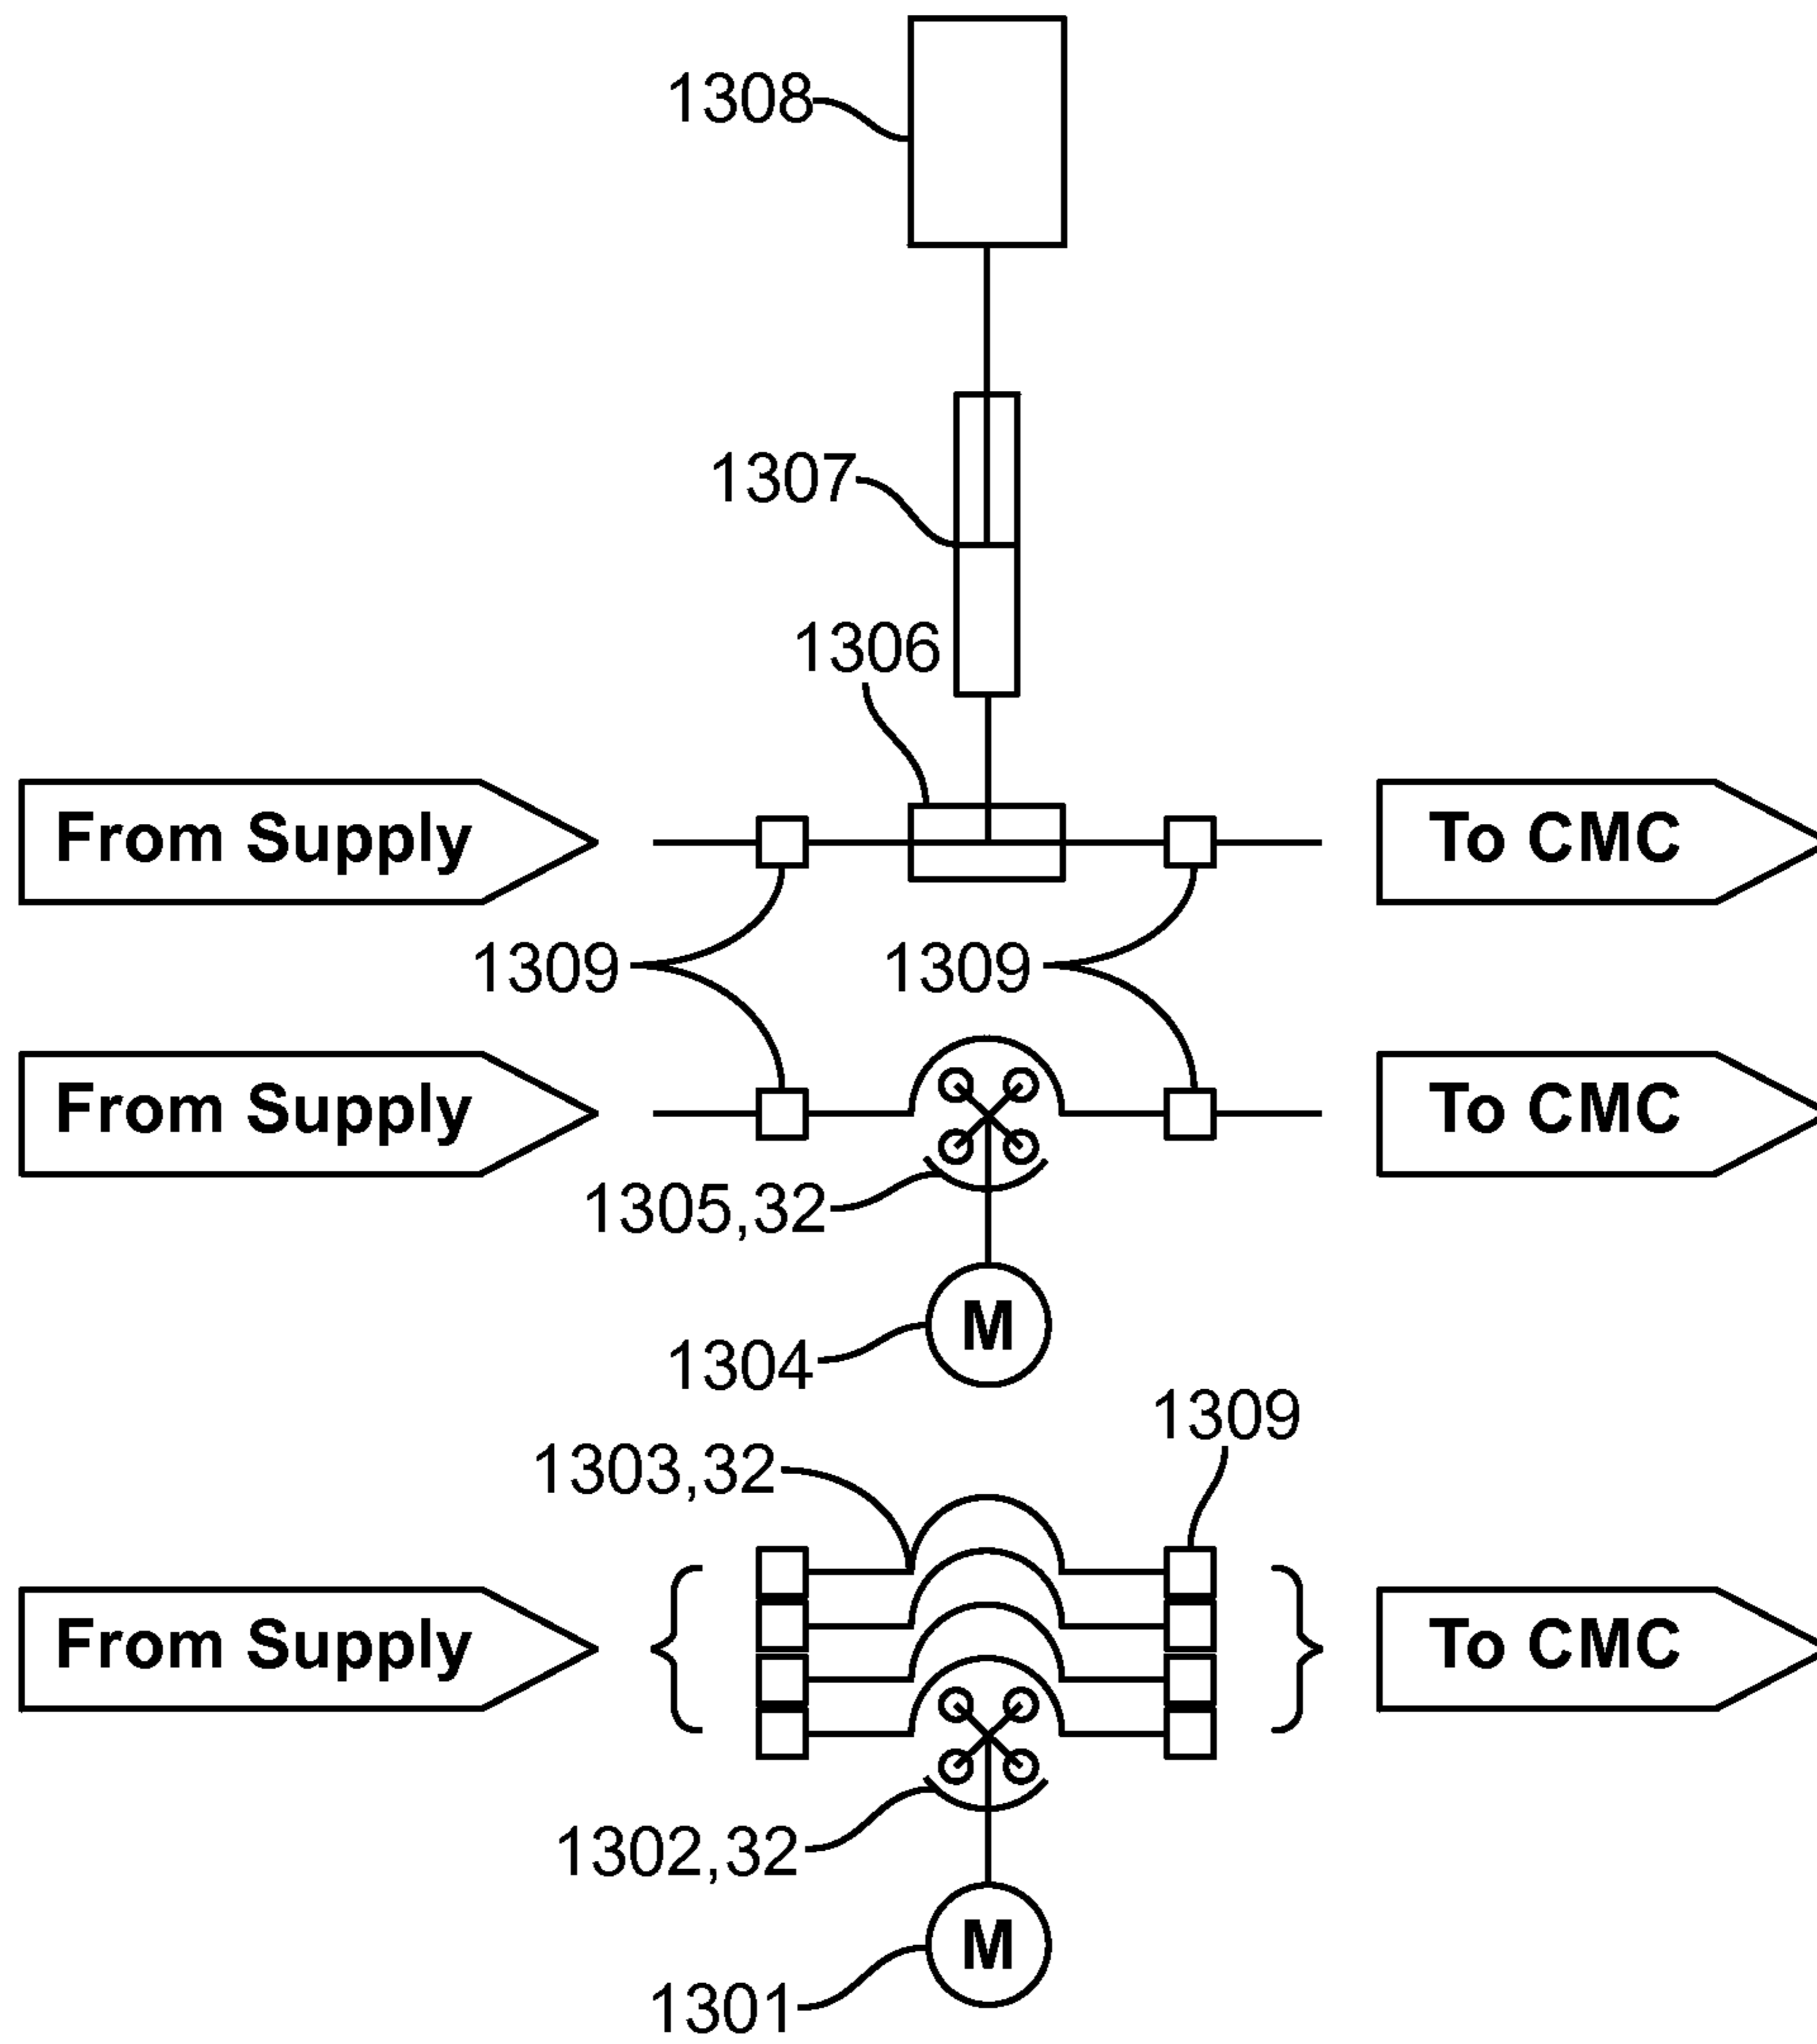 1308
1307
1306
From Supply
To CMC
1309
1309
From Supply
To CMC
1305,32
M
1304
1309
1303,32
From Supply
To CMC
1302,32
M
1301